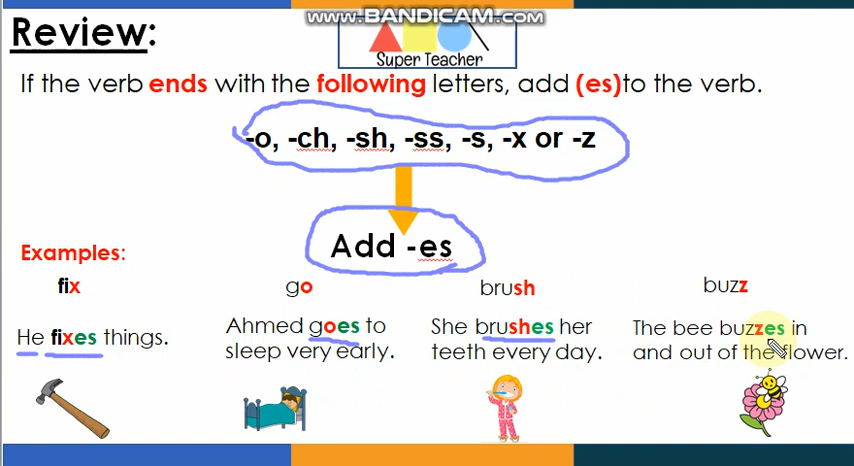 www.BANDICAM.com
Review:
Super Teacher
If the verb ends with the following letters, add (es)to the verb.
-o, -ch, -sh, -ss, -s, -x or -z
Add -es
Examples:
fix
go
brush
buzz
He fixes things.
Ahmed goes to
sleep very early.
She brushes her
teeth every day.
The bee buzzes in
and out of the flower.